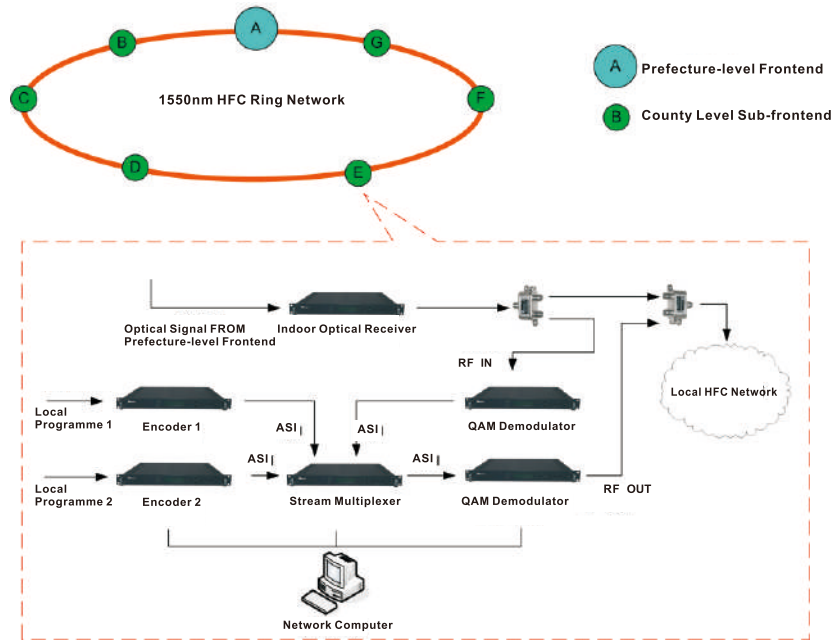 A
B
G
C
F
D
E
1550nm HFC Ring Network
A
Prefecture-level Frontend
B
County Level Sub-frontend
Optical Signal FROM
Prefecture-level Frontend
Indoor Optical Receiver
RF IN
Local HFC Network
Local
Programme 1
Encoder 1
ASI
ASI
QAM Demodulator
Local
Programme 2
Encoder 2
ASI
Stream Multiplexer
ASI
QAM Demodulator
RF OUT
Network Computer